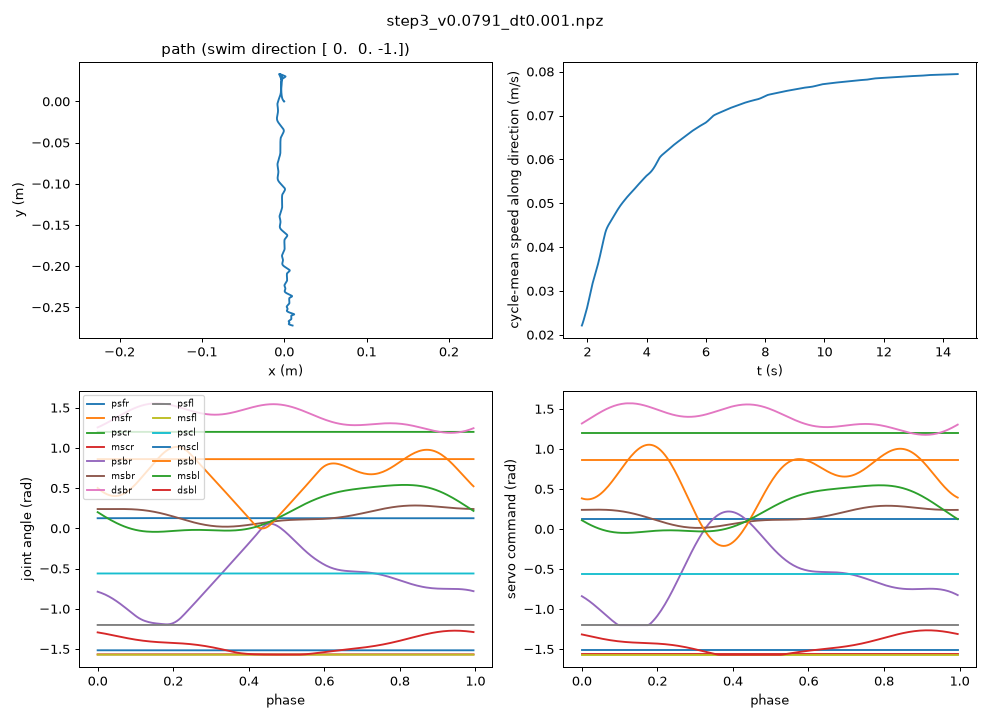 step3_v0.0791_dt0.001.npz
path (swim direction [ 0.  0. -1.])
y (m)
0.00
−0.05
−0.10
−0.15
−0.20
−0.25
−0.2
−0.1
0.0
0.1
0.2
x (m)
cycle-mean speed along direction (m/s)
0.08
0.07
0.06
0.05
0.04
0.03
0.02
2
4
6
8
10
12
14
t (s)
joint angle (rad)
1.5
1.0
0.5
0.0
−0.5
−1.0
−1.5
psfr
msfr
pscr
mscr
psbr
msbr
dsbr
psfl
msfl
pscl
mscl
psbl
msbl
dsbl
0.0
0.2
0.4
0.6
0.8
1.0
phase
servo command (rad)
1.5
1.0
0.5
0.0
−0.5
−1.0
−1.5
0.0
0.2
0.4
0.6
0.8
1.0
phase